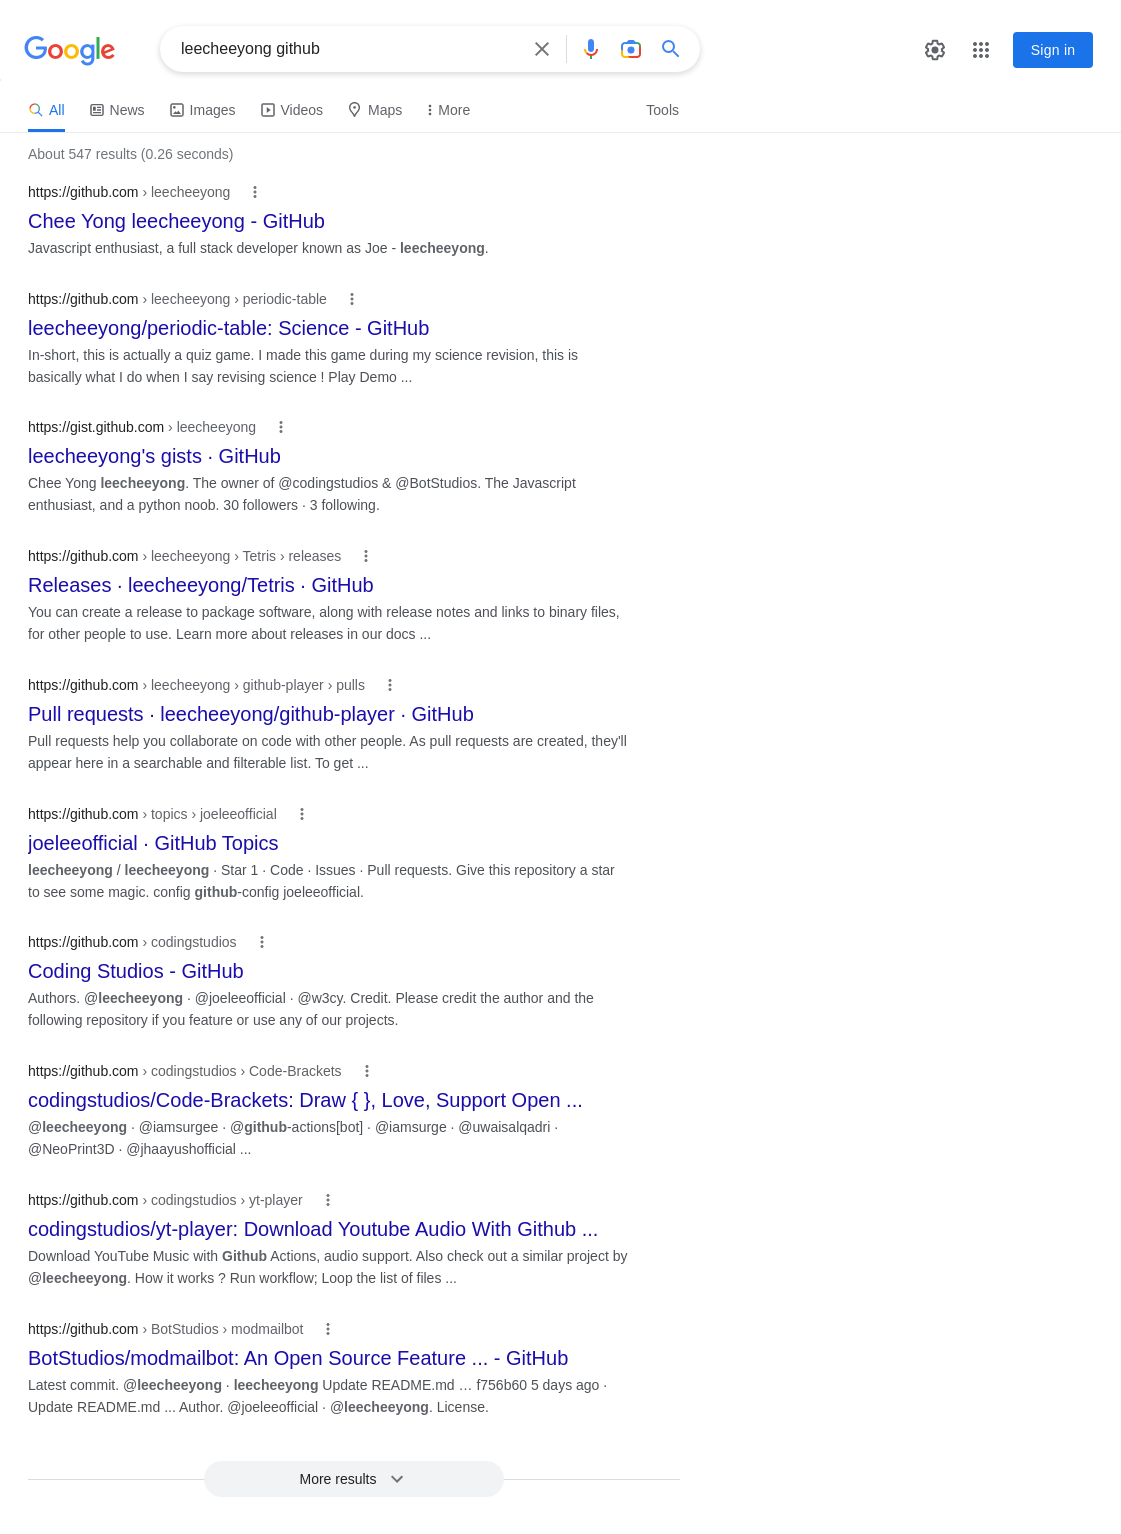 Google
leecheeyong github
Sign in
All News Images Videos Maps More Tools
About 547 results (0.26 seconds)
https://github.com › leecheeyong
Chee Yong leecheeyong - GitHub
Javascript enthusiast, a full stack developer known as Joe - leecheeyong.
https://github.com › leecheeyong › periodic-table
leecheeyong/periodic-table: Science - GitHub
In-short, this is actually a quiz game. I made this game during my science revision, this is
basically what I do when I say revising science ! Play Demo ...
https://gist.github.com › leecheeyong
leecheeyong's gists · GitHub
Chee Yong leecheeyong. The owner of @codingstudios & @BotStudios. The Javascript
enthusiast, and a python noob. 30 followers · 3 following.
https://github.com › leecheeyong › Tetris › releases
Releases · leecheeyong/Tetris · GitHub
You can create a release to package software, along with release notes and links to binary files,
for other people to use. Learn more about releases in our docs ...
https://github.com › leecheeyong › github-player › pulls
Pull requests · leecheeyong/github-player · GitHub
Pull requests help you collaborate on code with other people. As pull requests are created, they'll
appear here in a searchable and filterable list. To get ...
https://github.com › topics › joeleeofficial
joeleeofficial · GitHub Topics
leecheeyong / leecheeyong · Star 1 · Code · Issues · Pull requests. Give this repository a star
to see some magic. config github-config joeleeofficial.
https://github.com › codingstudios
Coding Studios - GitHub
Authors. @leecheeyong · @joeleeofficial · @w3cy. Credit. Please credit the author and the
following repository if you feature or use any of our projects.
https://github.com › codingstudios › Code-Brackets
codingstudios/Code-Brackets: Draw { }, Love, Support Open ...
@leecheeyong · @iamsurgee · @github-actions[bot] · @iamsurge · @uwaisalqadri ·
@NeoPrint3D · @jhaayushofficial ...
https://github.com › codingstudios › yt-player
codingstudios/yt-player: Download Youtube Audio With Github ...
Download YouTube Music with Github Actions, audio support. Also check out a similar project by
@leecheeyong. How it works ? Run workflow; Loop the list of files ...
https://github.com › BotStudios › modmailbot
BotStudios/modmailbot: An Open Source Feature ... - GitHub
Latest commit. @leecheeyong · leecheeyong Update README.md … f756b60 5 days ago ·
Update README.md ... Author. @joeleeofficial · @leecheeyong. License.
More results